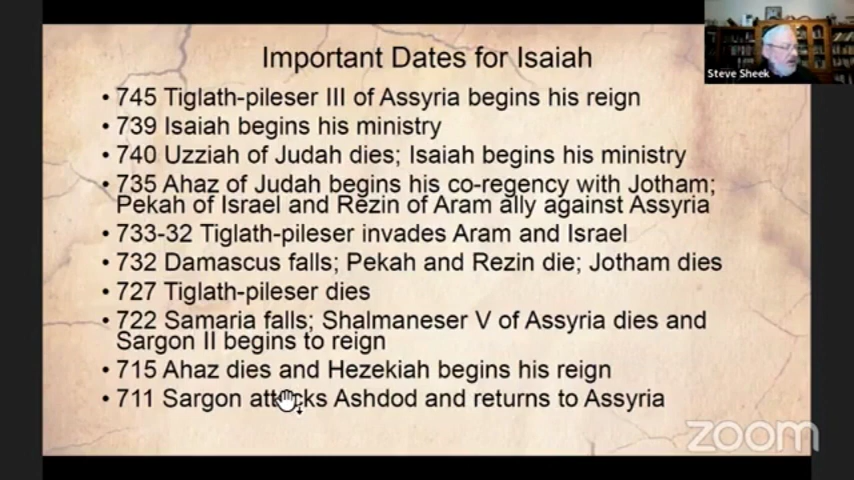 Important Dates for Isaiah
Steve Sheek
• 745 Tiglath-pileser III of Assyria begins his reign
• 739 Isaiah begins his ministry
• 740 Uzziah of Judah dies; Isaiah begins his ministry
• 735 Ahaz of Judah begins his co-regency with Jotham;
Pekah of Israel and Rezin of Aram ally against Assyria
• 733-32 Tiglath-pileser invades Aram and Israel
• 732 Damascus falls; Pekah and Rezin die; Jotham dies
• 727 Tiglath-pileser dies
• 722 Samaria falls; Shalmaneser V of Assyria dies and
Sargon II begins to reign
• 715 Ahaz dies and Hezekiah begins his reign
• 711 Sargon attacks Ashdod and returns to Assyria
zoom